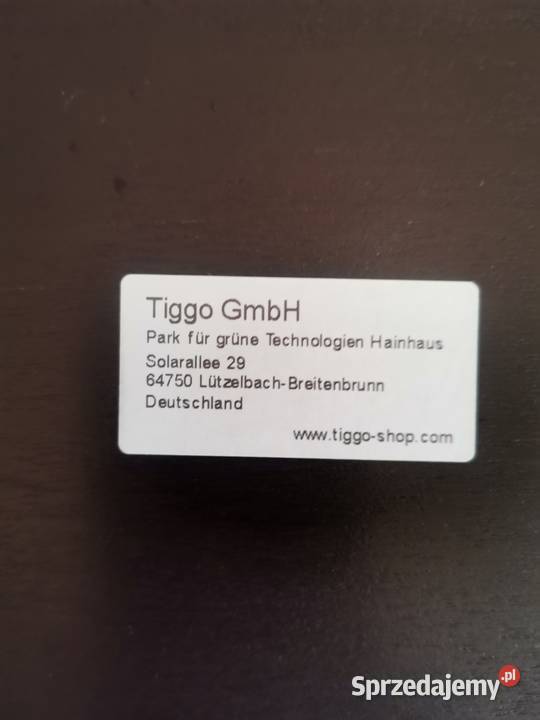 Tiggo GmbH
Park für grüne Technologien Hainhaus
Solarallee 29
64750 Lützelbach-Breitenbrunn
Deutschland
www.tiggo-shop.com
Sprzedajemy.pl